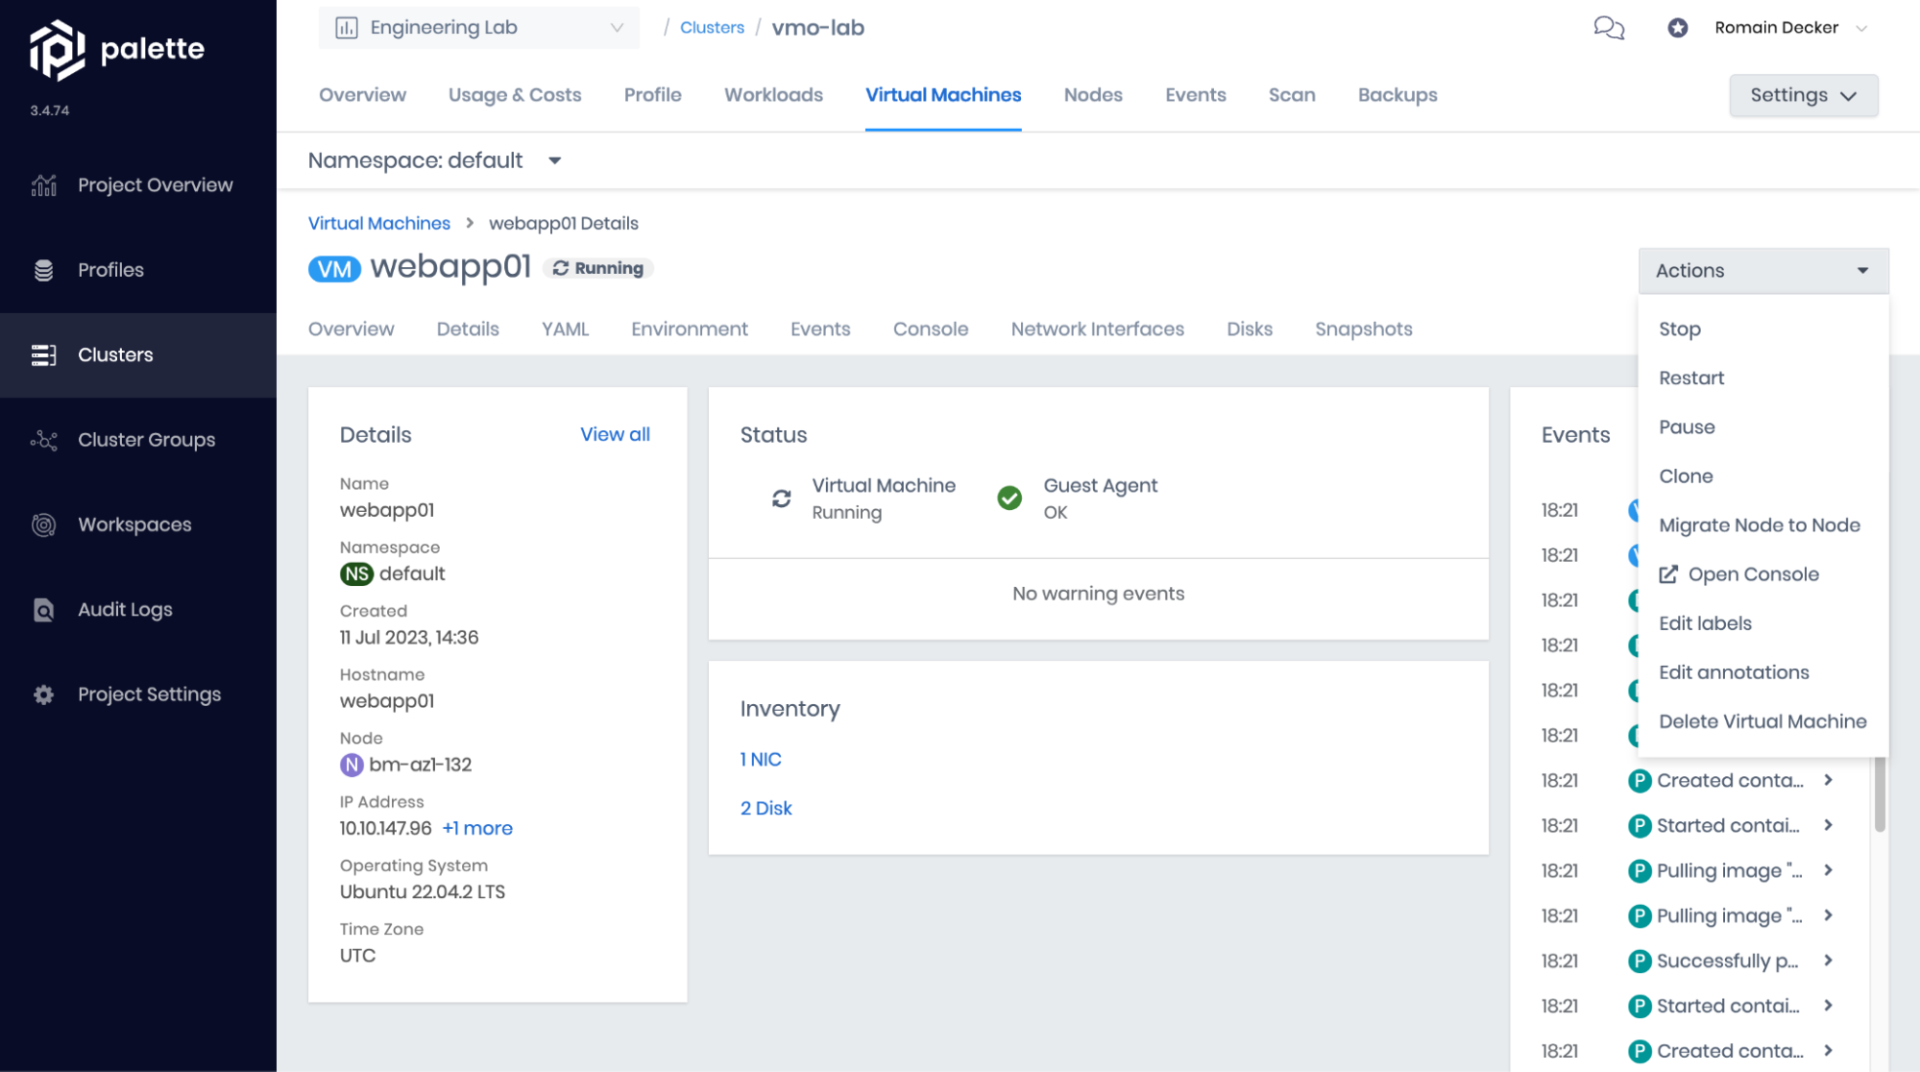 palette
3.4.74
Project Overview
Profiles
Clusters
Cluster Groups
Workspaces
Audit Logs
Project Settings
Engineering Lab / Clusters / vmo-lab
Romain Decker
Overview Usage & Costs Profile Workloads Virtual Machines Nodes Events Scan Backups
Settings
Namespace: default
Virtual Machines > webapp01 Details
VM webapp01 Running
Overview Details YAML Environment Events Console Network Interfaces Disks Snapshots
Actions
Stop
Restart
Pause
Clone
Migrate Node to Node
Open Console
Edit labels
Edit annotations
Delete Virtual Machine
Details View all
Name
webapp01
Namespace
NS default
Created
11 Jul 2023, 14:36
Hostname
webapp01
Node
N bm-az1-132
IP Address
10.10.147.96 +1 more
Operating System
Ubuntu 22.04.2 LTS
Time Zone
UTC
Status
Virtual Machine
Running
Guest Agent
OK
No warning events
Inventory
1 NIC
2 Disk
Events
18:21
18:21
18:21
18:21
18:21
18:21
18:21 P Created conta... >
18:21 P Started contai... >
18:21 P Pulling image "... >
18:21 P Pulling image "... >
18:21 P Successfully p... >
18:21 P Started contai... >
18:21 P Created conta... >